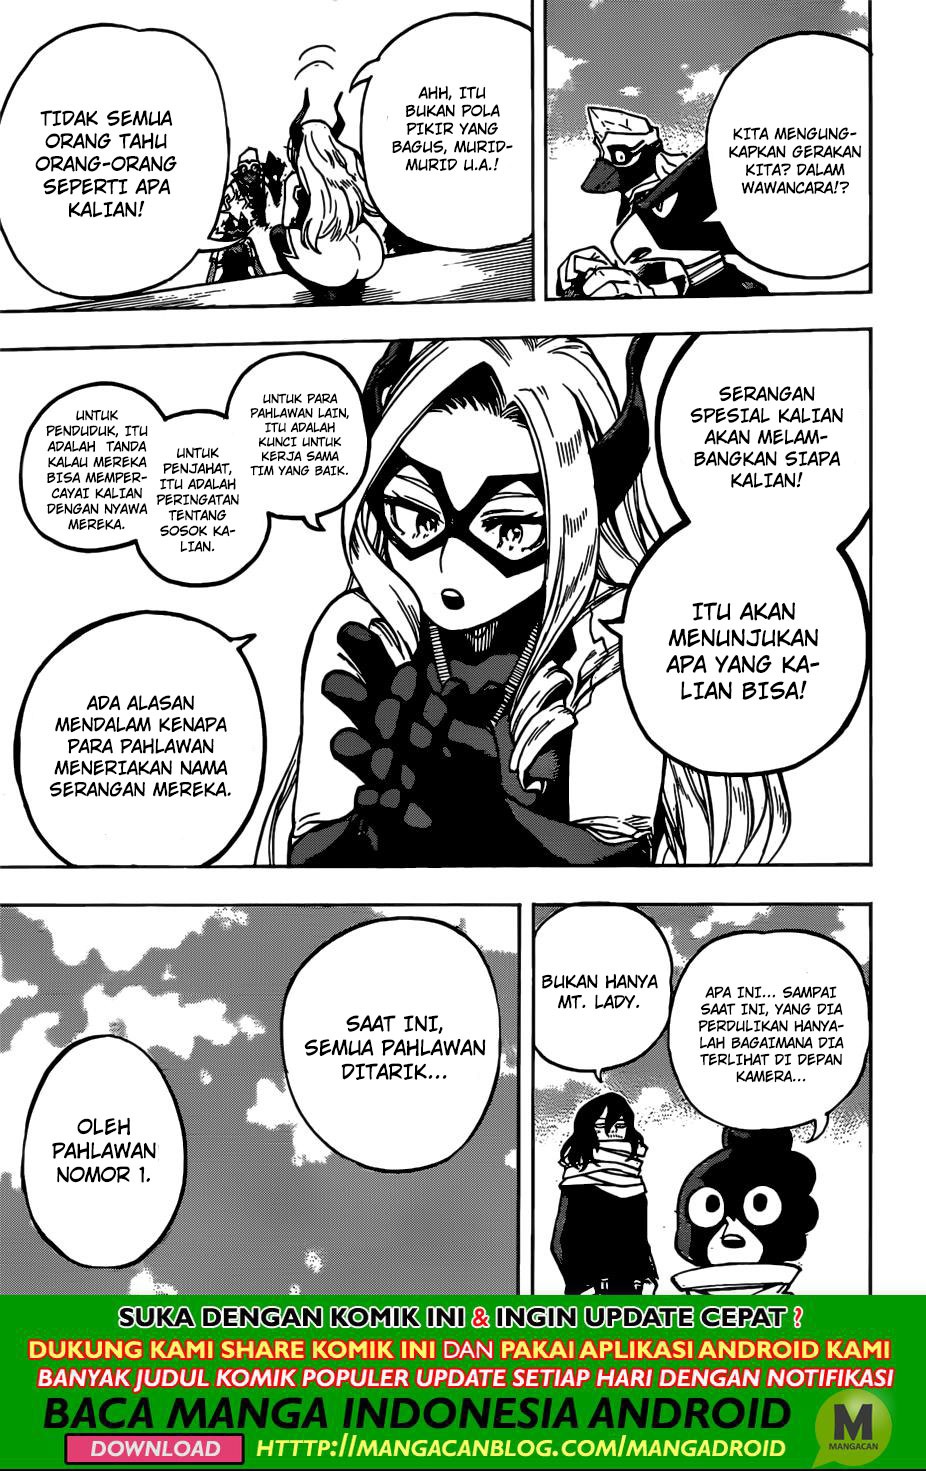 KITA MENGUNG-
KAPKAN GERAKAN
KITA? DALAM
WAWANCARA!?
AHH, ITU
BUKAN POLA
PIKIR YANG
BAGUS, MURID-
MURID U.A.!
TIDAK SEMUA
ORANG TAHU
ORANG-ORANG
SEPERTI APA
KALIAN!
SERANGAN
SPESIAL KALIAN
AKAN MELAM-
BANGKAN SIAPA
KALIAN!
ITU AKAN
MENUNJUKAN
APA YANG KA-
LIAN BISA!
UNTUK PARA
PAHLAWAN LAIN,
ITU ADALAH
KUNCI UNTUK
KERJA SAMA
TIM YANG BAIK.
UNTUK
PENJAHAT,
ITU ADALAH
PERINGATAN
TENTANG
SOSOK KA-
LIAN.
UNTUK
PENDUDUK, ITU
ADALAH TANDA
KALAU MEREKA
BISA MEMPER-
CAYAI KALIAN
DENGAN NYAWA
MEREKA.
ADA ALASAN
MENDALAM KENAPA
PARA PAHLAWAN
MENERIAKAN NAMA
SERANGAN MEREKA.
APA INI... SAMPAI
SAAT INI, YANG DIA
PERDULIKAN HANYA-
LAH BAGAIMANA DIA
TERLIHAT DI DEPAN
KAMERA...
BUKAN HANYA
MT. LADY.
SAAT INI,
SEMUA PAHLAWAN
DITARIK...
OLEH
PAHLAWAN
NOMOR 1.
SUKA DENGAN KOMIK INI & INGIN UPDATE CEPAT ?
DUKUNG KAMI SHARE KOMIK INI DAN PAKAI APLIKASI ANDROID KAMI
BANYAK JUDUL KOMIK POPULER UPDATE SETIAP HARI DENGAN NOTIFIKASI
BACA MANGA INDONESIA ANDROID
DOWNLOAD HTTTP://MANGACANBLOG.COM/MANGADROID
M
MANGACAN